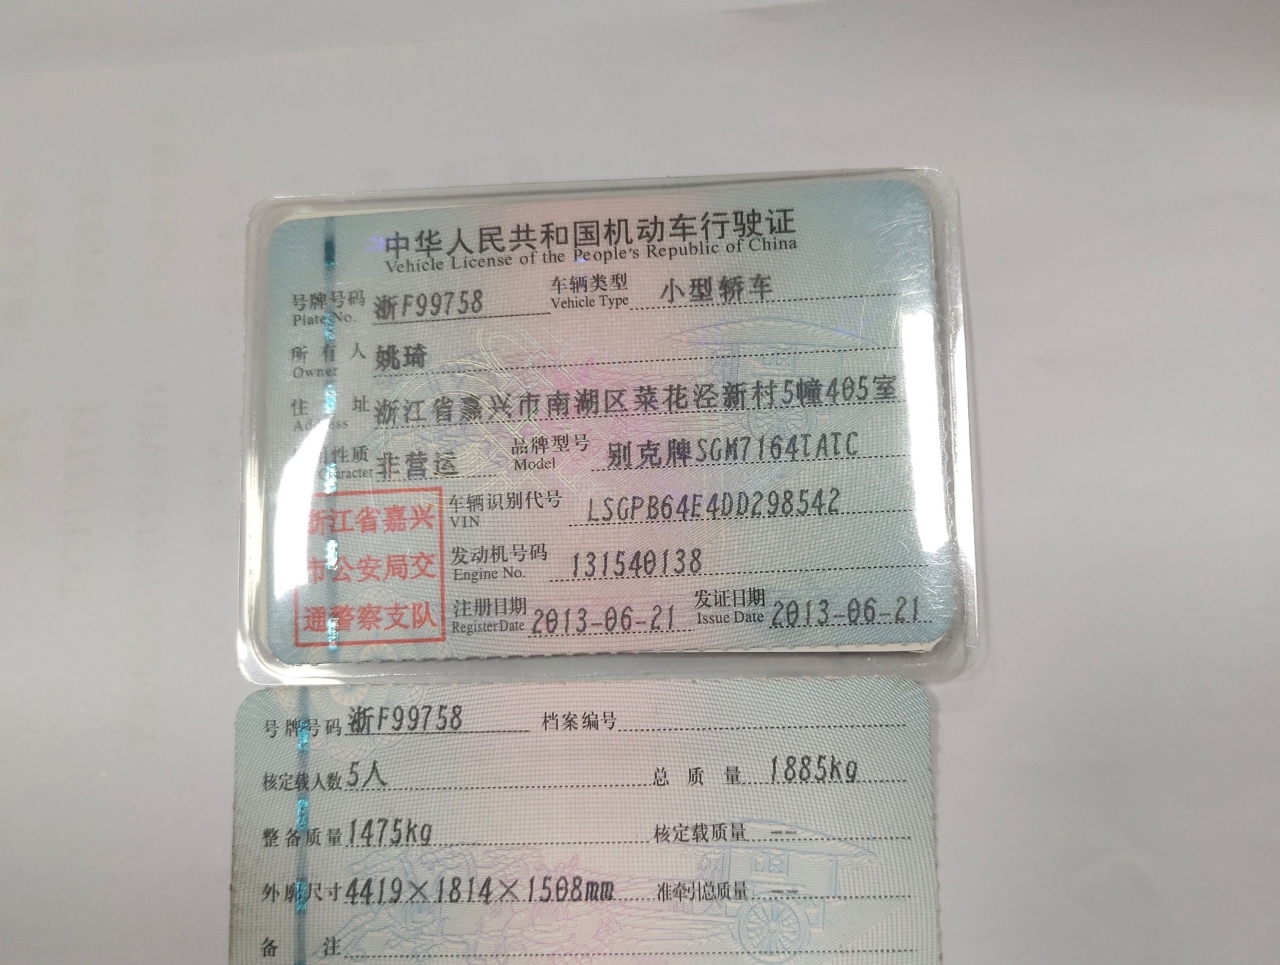 中华人民共和国机动车行驶证
Vehicle License of the People's Republic of China
号牌号码 浙F99758 车辆类型 小型轿车
Plate No. Vehicle Type
所有人 姚琦
Owner
住址 浙江省嘉兴市南湖区菜花泾新村5幢405室
Address
性质 非营运 品牌型号 别克牌SGM7164TATC
Character Model
浙江省嘉兴
市公安局交
通警察支队
车辆识别代号 LSGPB64E4DD298542
VIN
发动机号码 131540138
Engine No.
注册日期 2013-06-21 发证日期 2013-06-21
Register Date Issue Date
号牌号码 浙F99758 档案编号
核定载人数 5人 总质量 1885kg
整备质量 1475kg 核定载质量 --
外廓尺寸 4419×1814×1508mm 准牵引总质量 --
备注